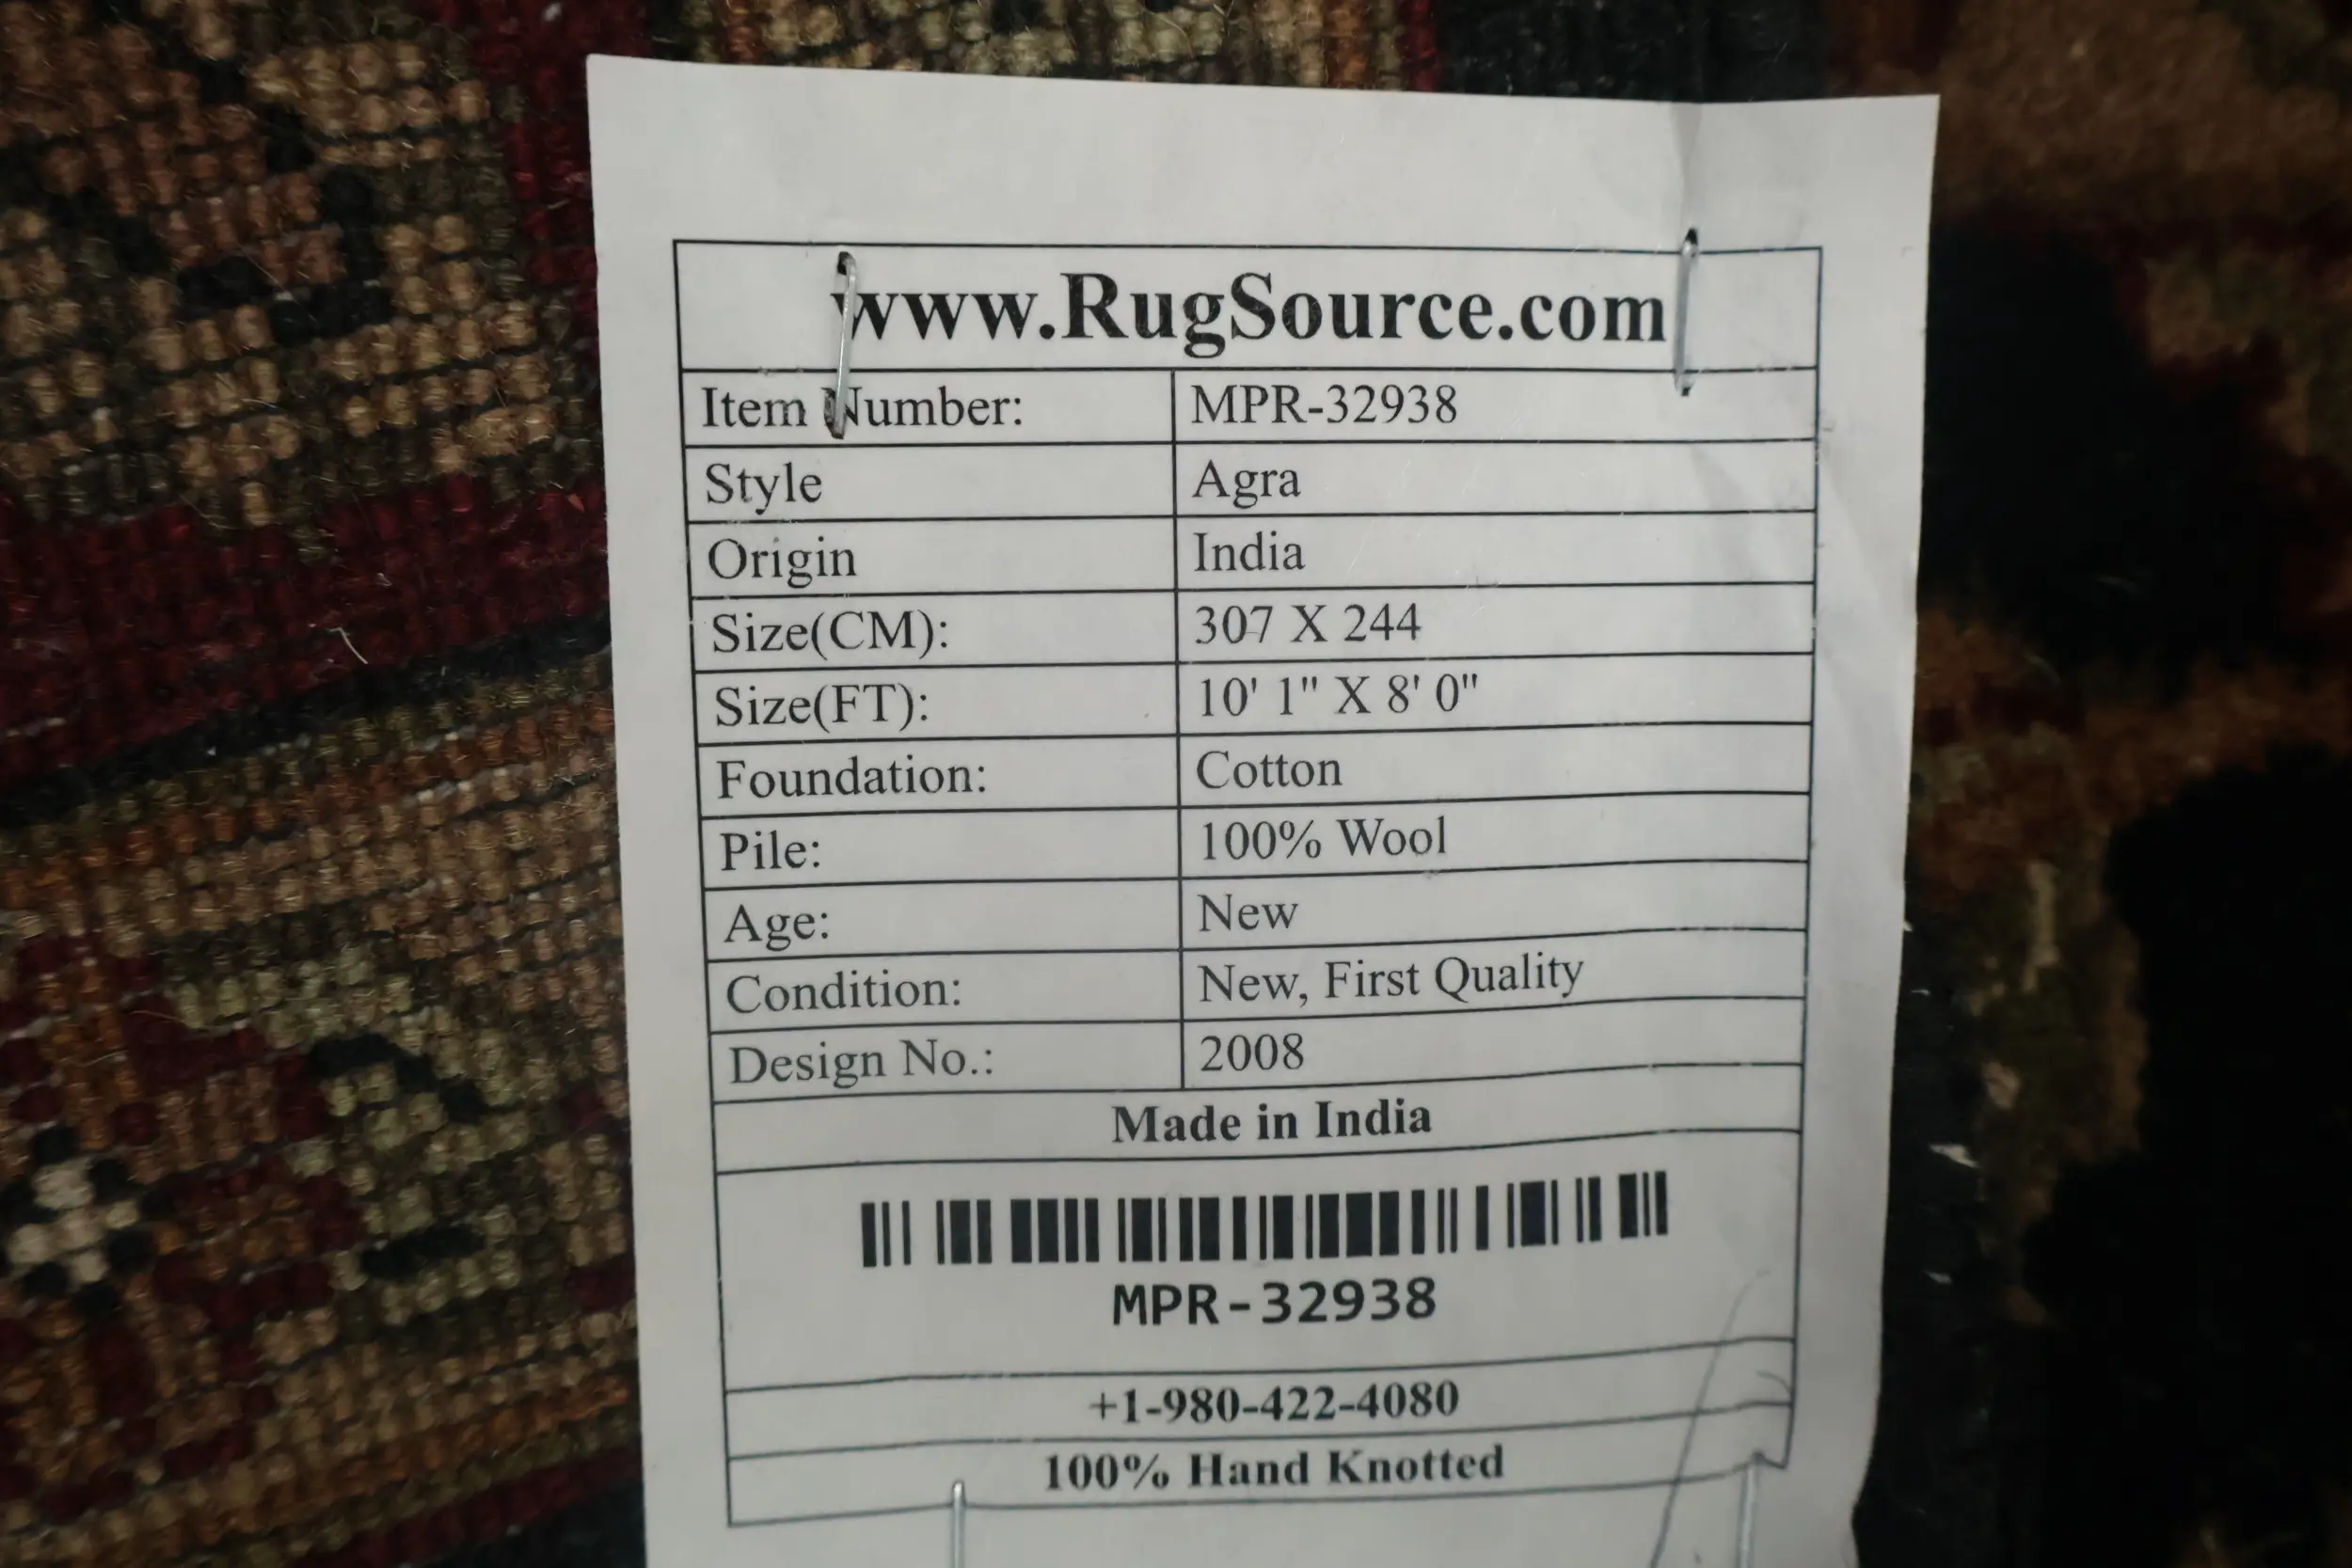 www.RugSource.com
Item Number: MPR-32938
Style Agra
Origin India
Size(CM): 307 X 244
Size(FT): 10' 1" X 8' 0"
Foundation: Cotton
Pile: 100% Wool
Age: New
Condition: New, First Quality
Design No.: 2008
Made in India
MPR-32938
+1-980-422-4080
100% Hand Knotted